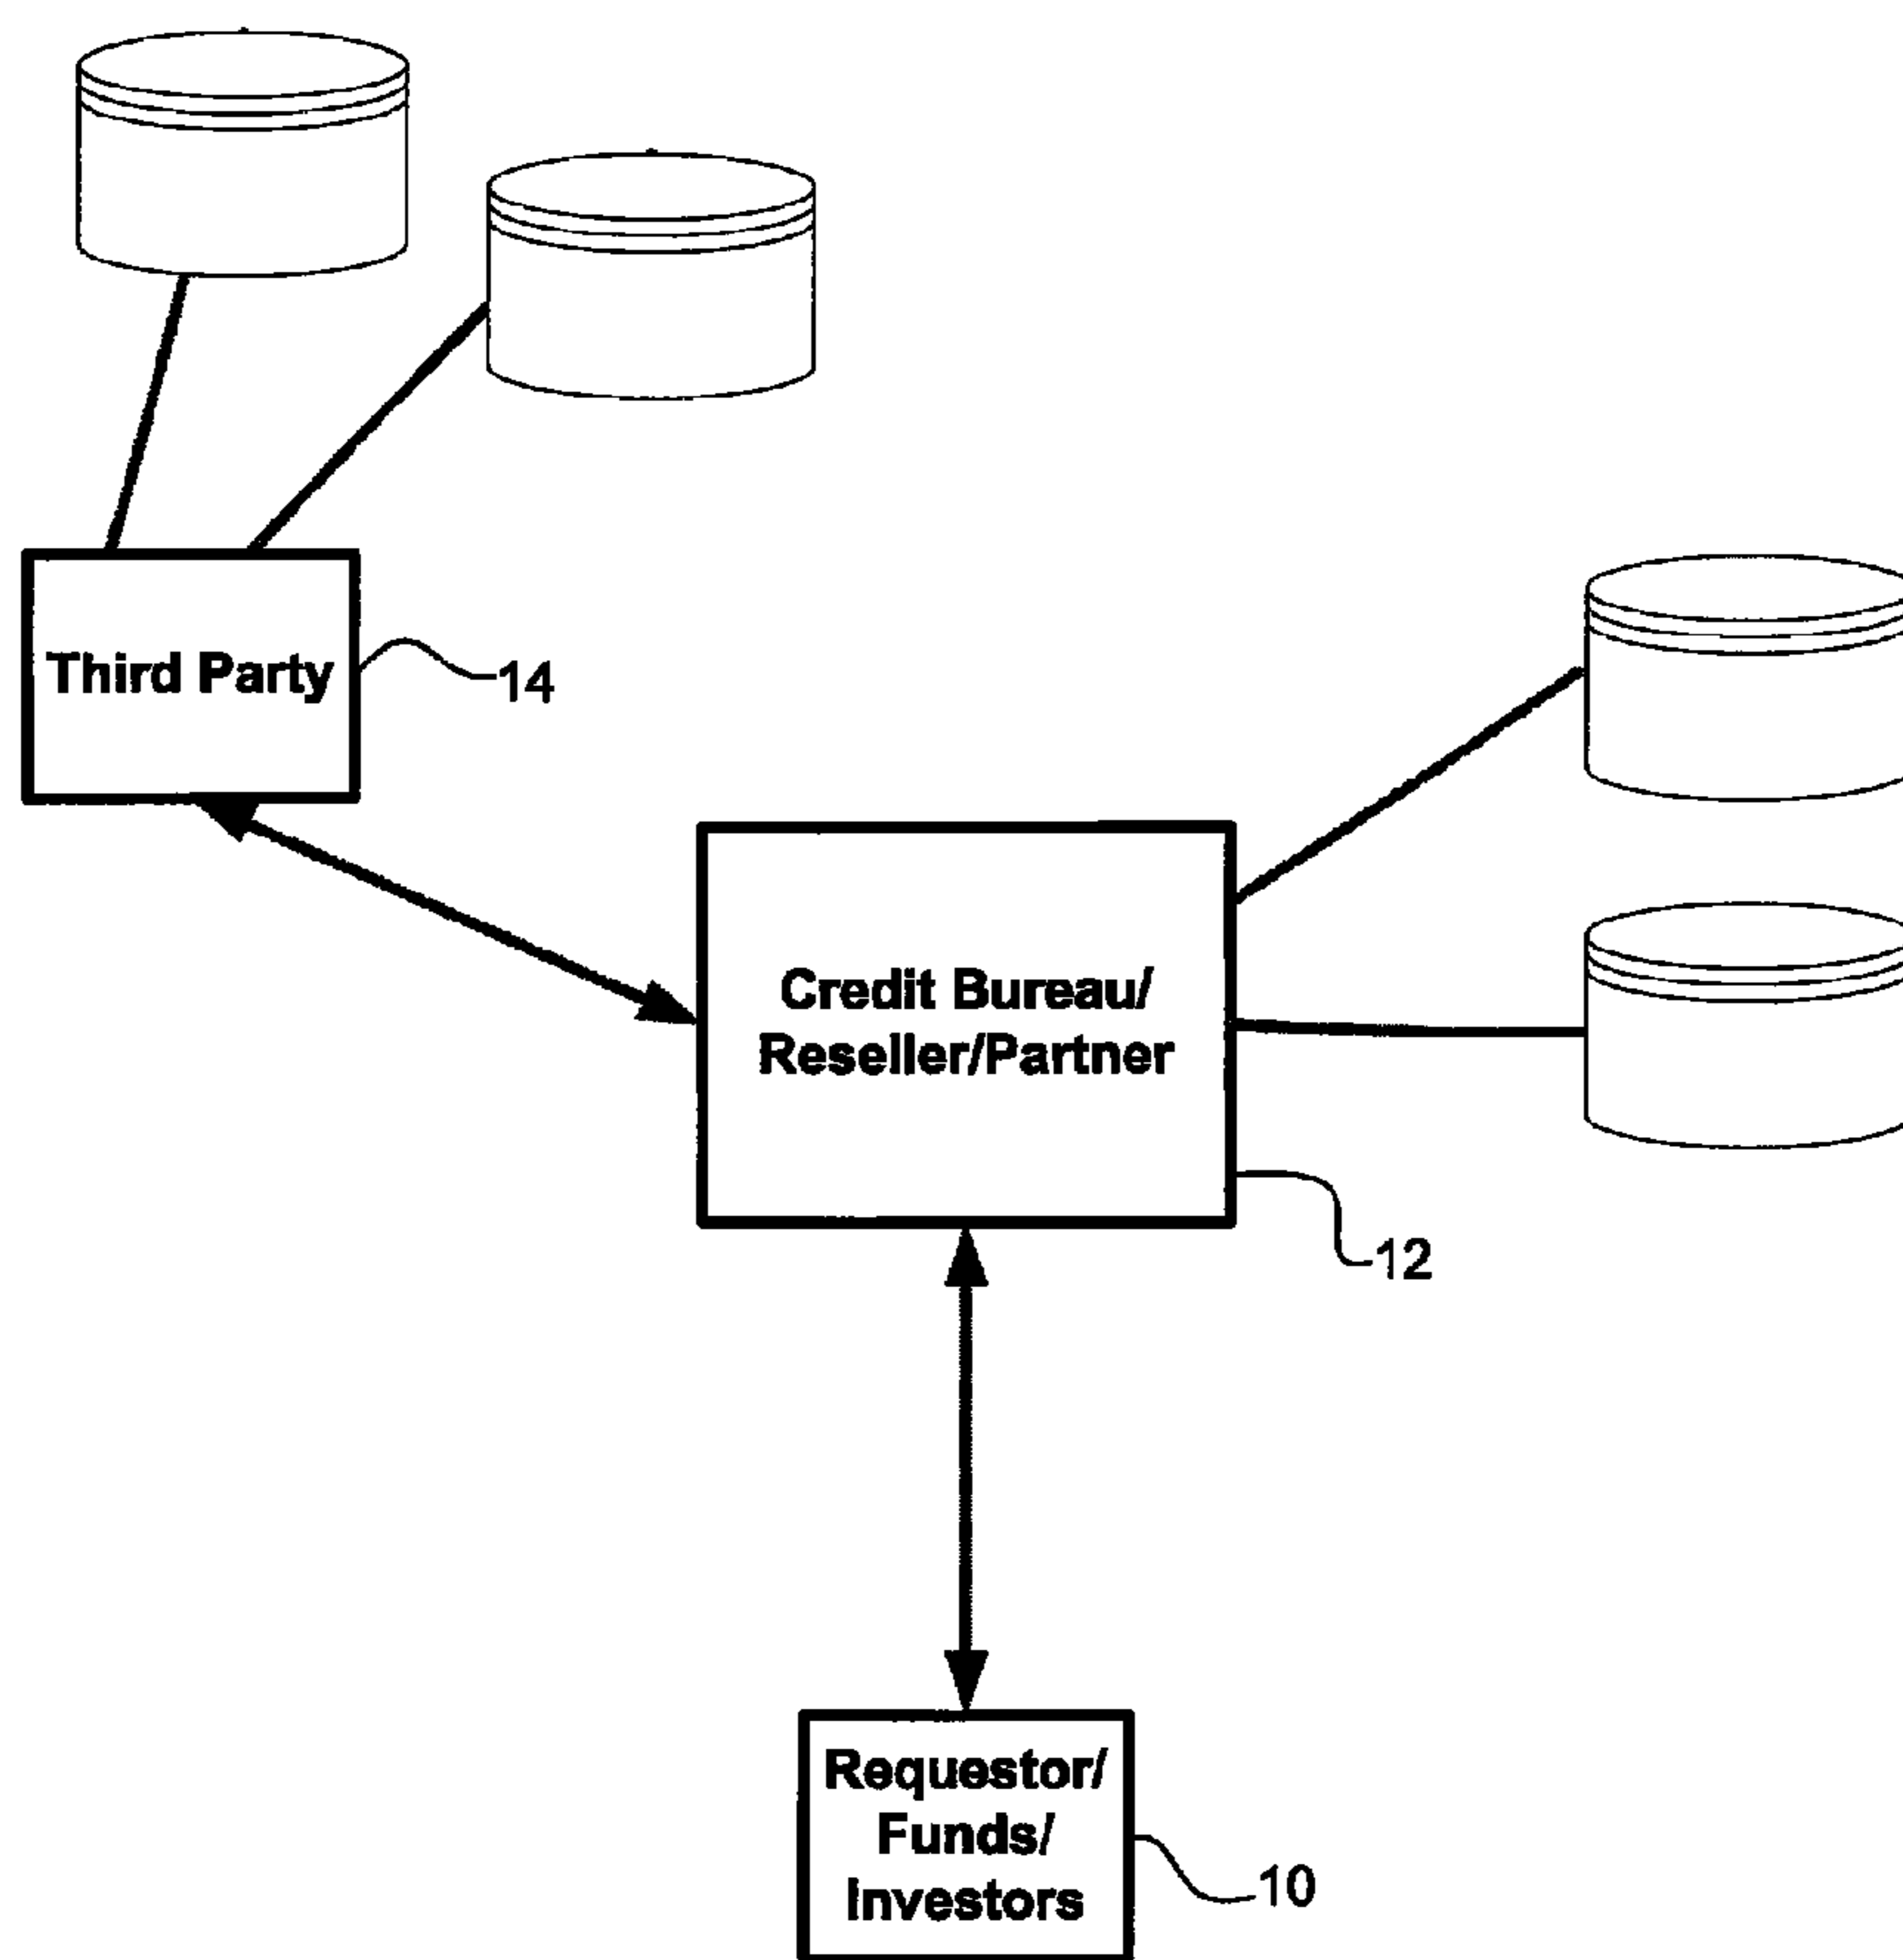 Third Party
14
Credit Bureau/
Reseller/Partner
12
Requestor/
Funds/
Investors
10